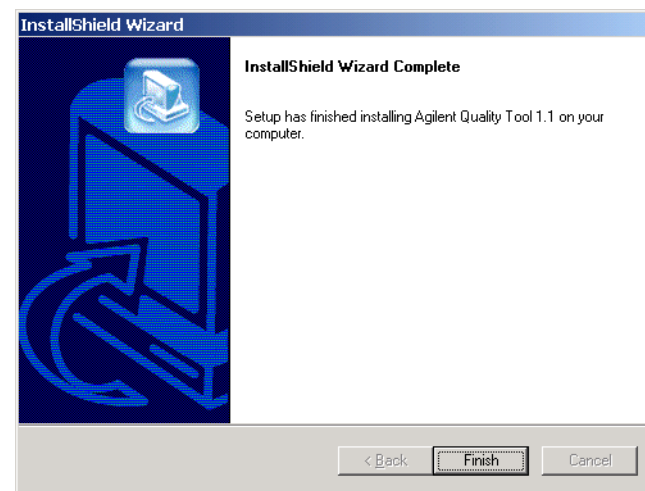 InstallShield Wizard
InstallShield Wizard Complete
Setup has finished installing Agilent Quality Tool 1.1 on your
computer.
< Back
Finish
Cancel